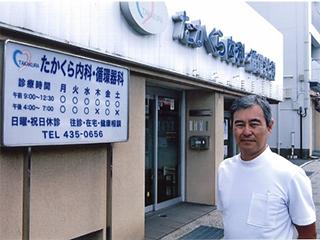 TAKAKURA
たかくら内科・循環器科
診療時間 月 火 水 木 金 土
午前 9:00～12:30 ○ ○ ○ ○ ○ ○
午後 4:00～7:00 ○ ○ ○ × ○ ×
日曜・祝日休診 往診・在宅・健康相談
TEL 435-0656
たかくら内科